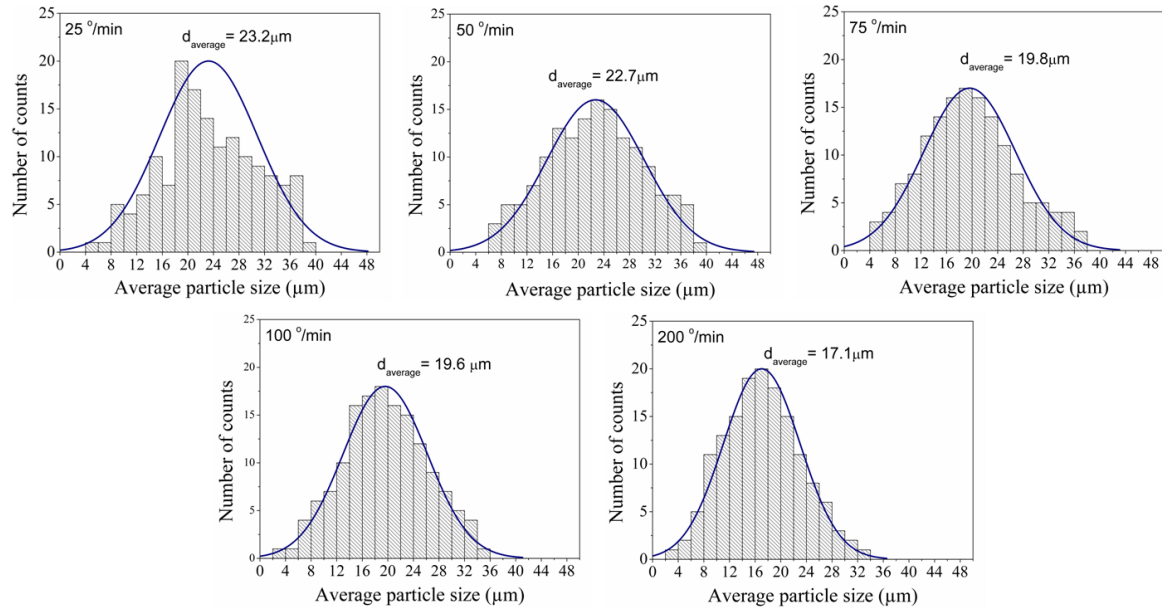 25 °/min
d average = 23.2μm
25
20
15
10
5
0
Number of counts
0 4 8 12 16 20 24 28 32 36 40 44 48
Average particle size (μm)
50 °/min
d average = 22.7μm
25
20
15
10
5
0
Number of counts
0 4 8 12 16 20 24 28 32 36 40 44 48
Average particle size (μm)
75 °/min
d average = 19.8μm
25
20
15
10
5
0
Number of counts
0 4 8 12 16 20 24 28 32 36 40 44 48
Average particle size (μm)
100 °/min
d average = 19.6 μm
25
20
15
10
5
0
Number of counts
0 4 8 12 16 20 24 28 32 36 40 44 48
Average particle size (μm)
200 °/min
d average = 17.1μm
25
20
15
10
5
0
Number of counts
0 4 8 12 16 20 24 28 32 36 40 44 48
Average particle size (μm)